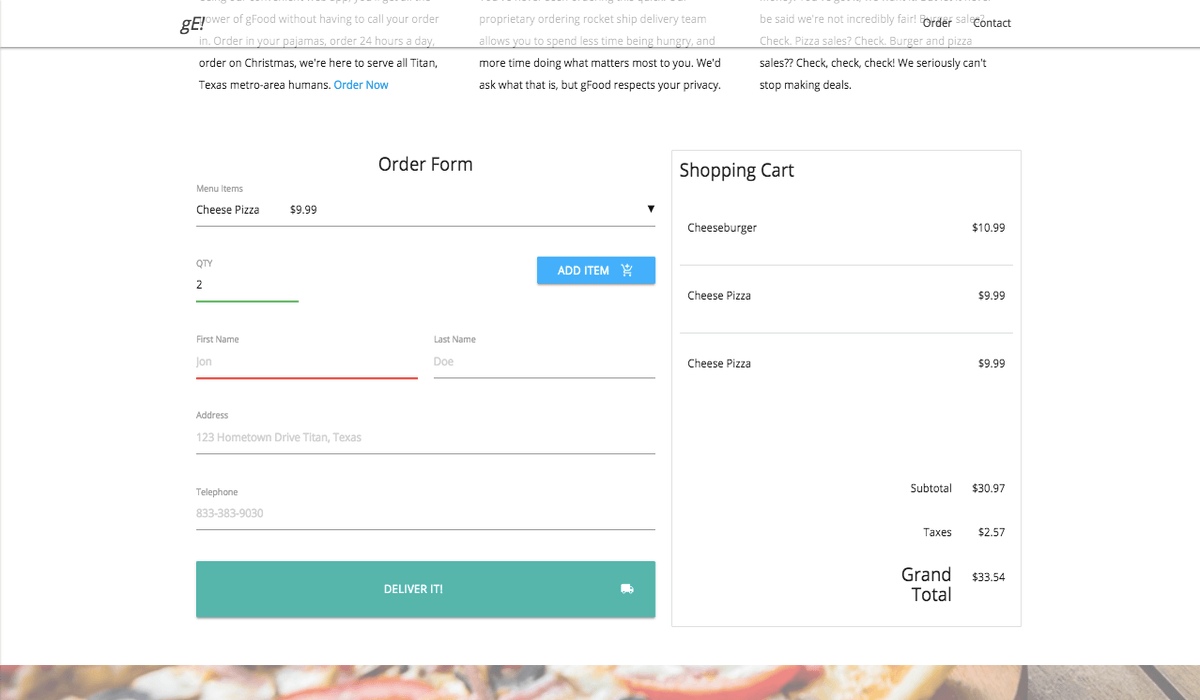 gE!
Order
Contact
power of gFood without having to call your order
in. Order in your pajamas, order 24 hours a day,
order on Christmas, we're here to serve all Titan,
Texas metro-area humans. Order Now
proprietary ordering rocket ship delivery team
allows you to spend less time being hungry, and
more time doing what matters most to you. We'd
ask what that is, but gFood respects your privacy.
be said we're not incredibly fair! Burger sales?
Check. Pizza sales? Check. Burger and pizza
sales?? Check, check, check! We seriously can't
stop making deals.
Order Form
Menu Items
Cheese Pizza $9.99
QTY
2
ADD ITEM
First Name
Last Name
Jon
Doe
Address
123 Hometown Drive Titan, Texas
Telephone
833-383-9030
DELIVER IT!
Shopping Cart
Cheeseburger $10.99
Cheese Pizza $9.99
Cheese Pizza $9.99
Subtotal $30.97
Taxes $2.57
Grand
Total
$33.54